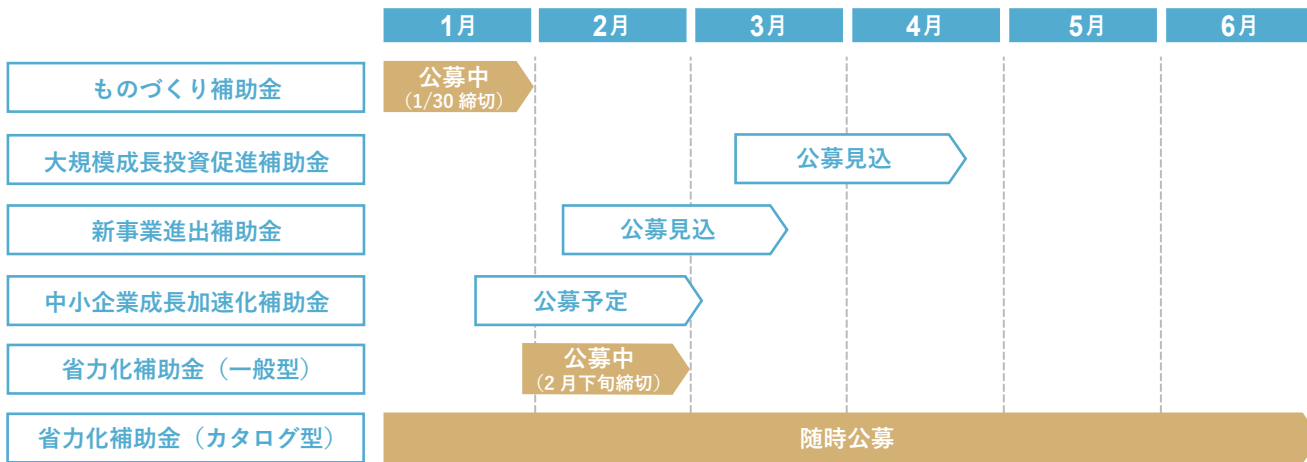 1月 2月 3月 4月 5月 6月
ものづくり補助金
公募中
（1/30 締切）
大規模成長投資促進補助金
公募見込
新事業進出補助金
公募見込
中小企業成長加速化補助金
公募予定
省力化補助金（一般型）
公募中
（2 月下旬締切）
省力化補助金（カタログ型）
随時公募